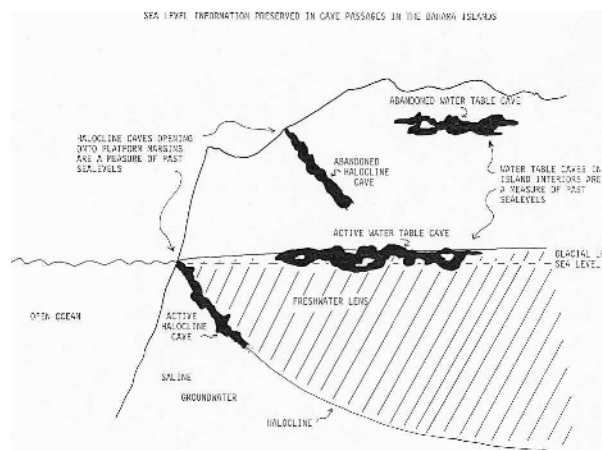 SEA LEVEL INFORMATION PRESERVED IN CAVE PASSAGES IN THE BAHAMA ISLANDS
ABANDONED WATER TABLE CAVE
HALOCLINE CAVES OPENING
ONTO PLATFORM MARGINS
ARE A MEASURE OF PAST
SEALEVELS
ABANDONED
HALOCLINE
CAVE
WATER TABLE CAVES IN
ISLAND INTERIORS ARE
A MEASURE OF PAST
SEALEVELS
ACTIVE WATER TABLE CAVE
GLACIAL
SEA LEVEL
FRESHWATER LENS
OPEN OCEAN
ACTIVE
HALOCLINE
CAVE
SALINE
GROUNDWATER
HALOCLINE